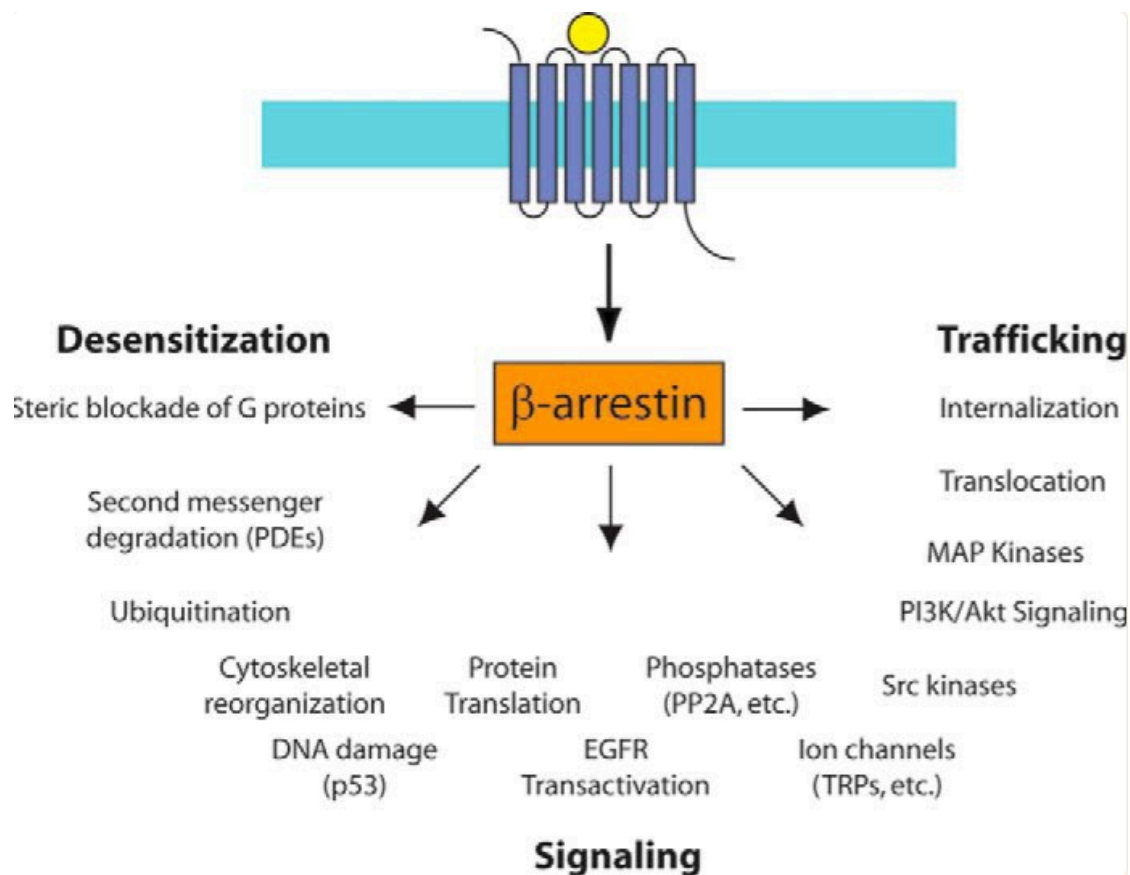 Desensitization
Trafficking
Steric blockade of G proteins
β-arrestin
Internalization
Second messenger
degradation (PDEs)
Translocation
MAP Kinases
Ubiquitination
PI3K/Akt Signaling
Cytoskeletal
reorganization
Protein
Translation
Phosphatases
(PP2A, etc.)
Src kinases
DNA damage
(p53)
EGFR
Transactivation
Ion channels
(TRPs, etc.)
Signaling